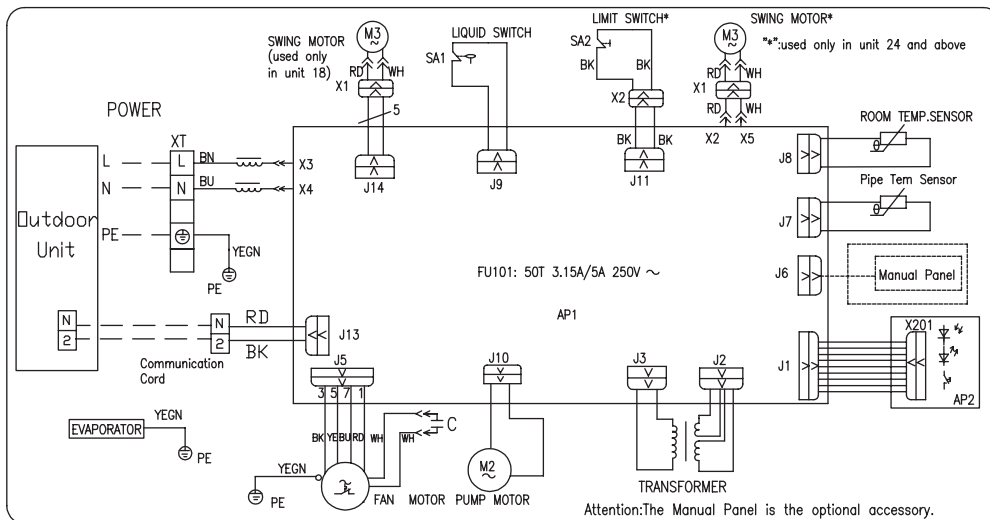 LIMIT SWITCH*
SWING MOTOR*
M3
~
LIQUID SWITCH
SA2
M3
~
"*":used only in unit 24 and above
SWING MOTOR
(used only
in unit 18)
SA1
BK
BK
RD
WH
RD
WH
X1
X2
X1
RD
WH
POWER
5
BK
BK
X2
X5
ROOM TEMP.SENSOR
XT
L
L
BN
X3
J14
J9
J11
J8
θ
N
N
BU
X4
Pipe Tem Sensor
Outdoor
Unit
PE
YEGN
J7
θ
PE
FU101: 50T 3.15A/5A 250V ~
J6
Manual Panel
AP1
N
2
N
2
RD
BK
J13
X201
J1
Communication
Cord
J5
J10
J3
J2
AP2
3
5
7
1
YEGN
EVAPORATOR
PE
BK
YE
BU
RD
WH
WH
C
YEGN
PE
M2
~
FAN MOTOR
PUMP MOTOR
TRANSFORMER
Attention:The Manual Panel is the optional accessory.